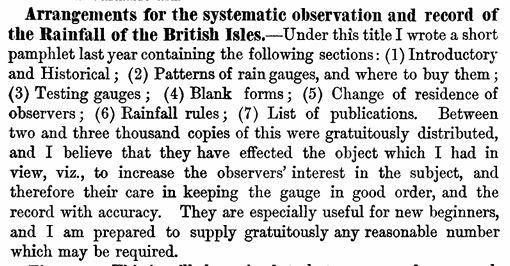 Arrangements for the systematic observation and record of
the Rainfall of the British Isles.—Under this title I wrote a short
pamphlet last year containing the following sections: (1) Introductory
and Historical; (2) Patterns of rain gauges, and where to buy them;
(3) Testing gauges; (4) Blank forms; (5) Change of residence of
observers; (6) Rainfall rules; (7) List of publications. Between
two and three thousand copies of this were gratuitously distributed,
and I believe that they have effected the object which I had in
view, viz., to increase the observers' interest in the subject, and
therefore their care in keeping the gauge in good order, and the
record with accuracy. They are especially useful for new beginners,
and I am prepared to supply gratuitously any reasonable number
which may be required.